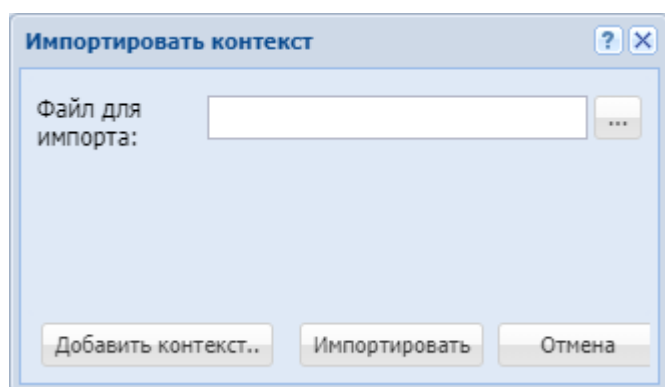 Импортировать контекст ?
Файл для
импорта: ...
Добавить контекст.. Импортировать Отмена